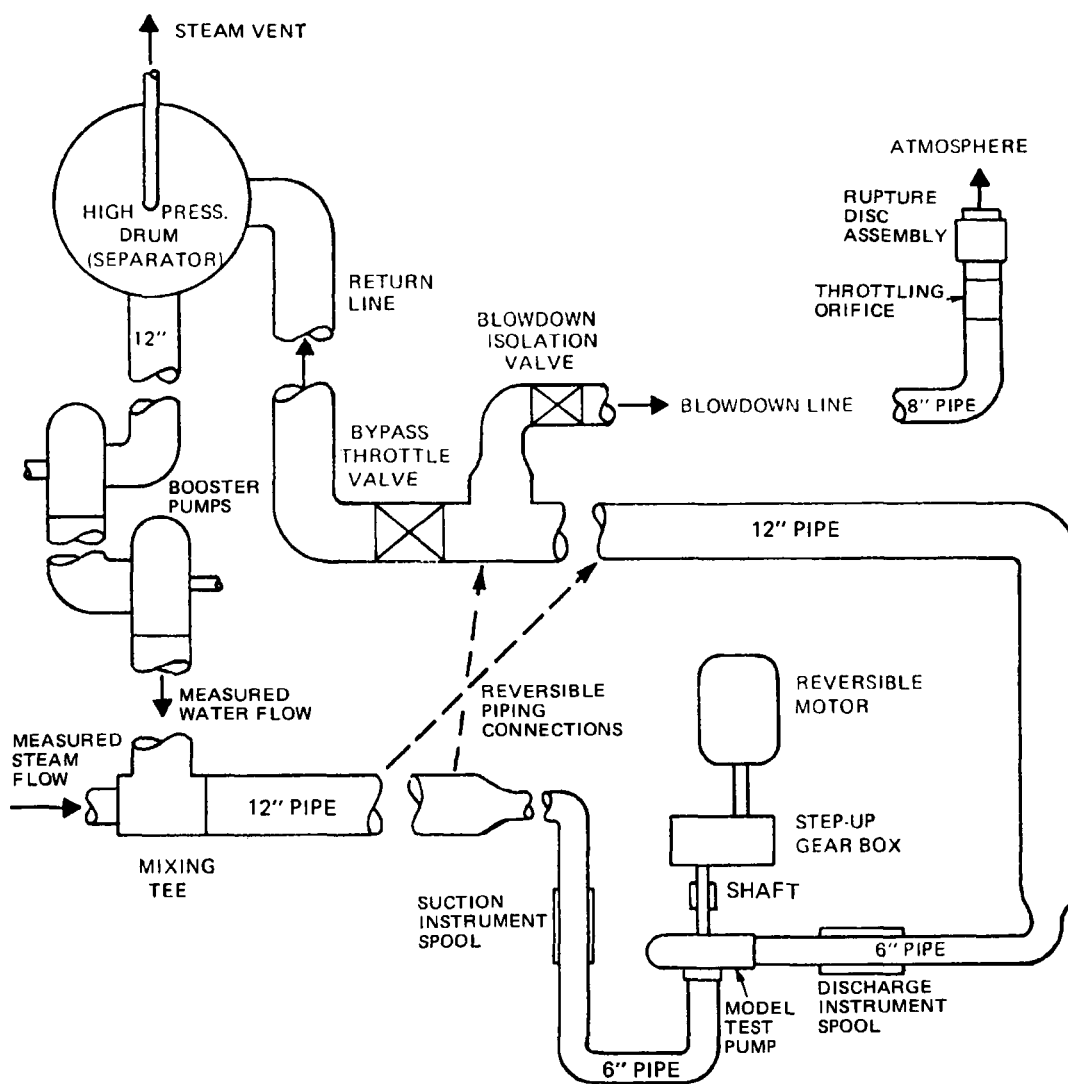 STEAM VENT
HIGH PRESS.
DRUM
(SEPARATOR)
12"
RETURN
LINE
ATMOSPHERE
RUPTURE
DISC
ASSEMBLY
THROTTLING
ORIFICE
BLOWDOWN
ISOLATION
VALVE
BLOWDOWN LINE
8" PIPE
BYPASS
THROTTLE
VALVE
BOOSTER
PUMPS
12" PIPE
MEASURED
WATER FLOW
REVERSIBLE
PIPING
CONNECTIONS
REVERSIBLE
MOTOR
MEASURED
STEAM
FLOW
12" PIPE
MIXING
TEE
STEP-UP
GEAR BOX
SHAFT
SUCTION
INSTRUMENT
SPOOL
6" PIPE
DISCHARGE
INSTRUMENT
SPOOL
MODEL
TEST
PUMP
6" PIPE